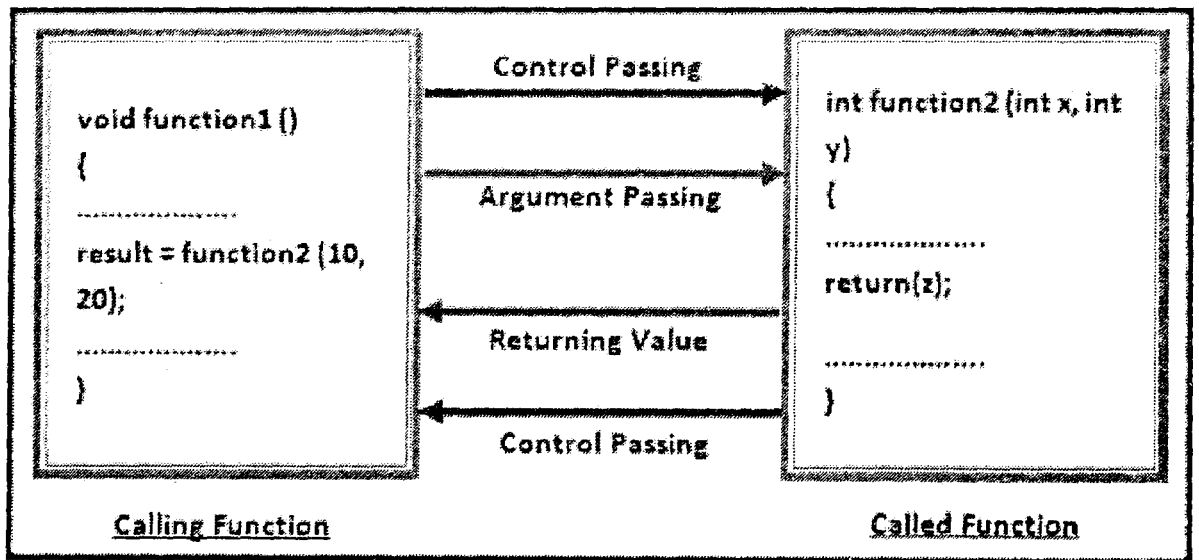 void function1 ()
{
....................
result = function2 (10,
20);
....................
}
Control Passing
Argument Passing
Returning Value
Control Passing
int function2 (int x, int
y)
{
....................
return(z);
....................
}
Calling Function
Called Function